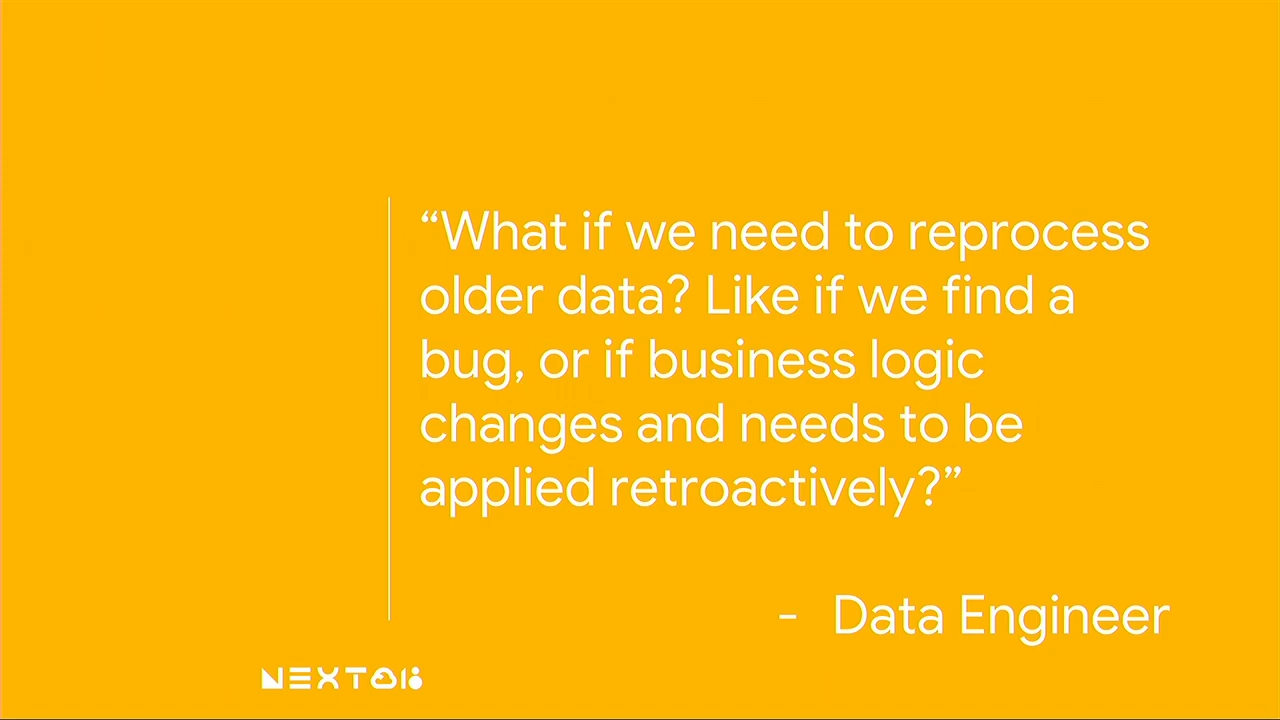 “What if we need to reprocess
older data? Like if we find a
bug, or if business logic
changes and needs to be
applied retroactively?”
- Data Engineer
NEXT 18